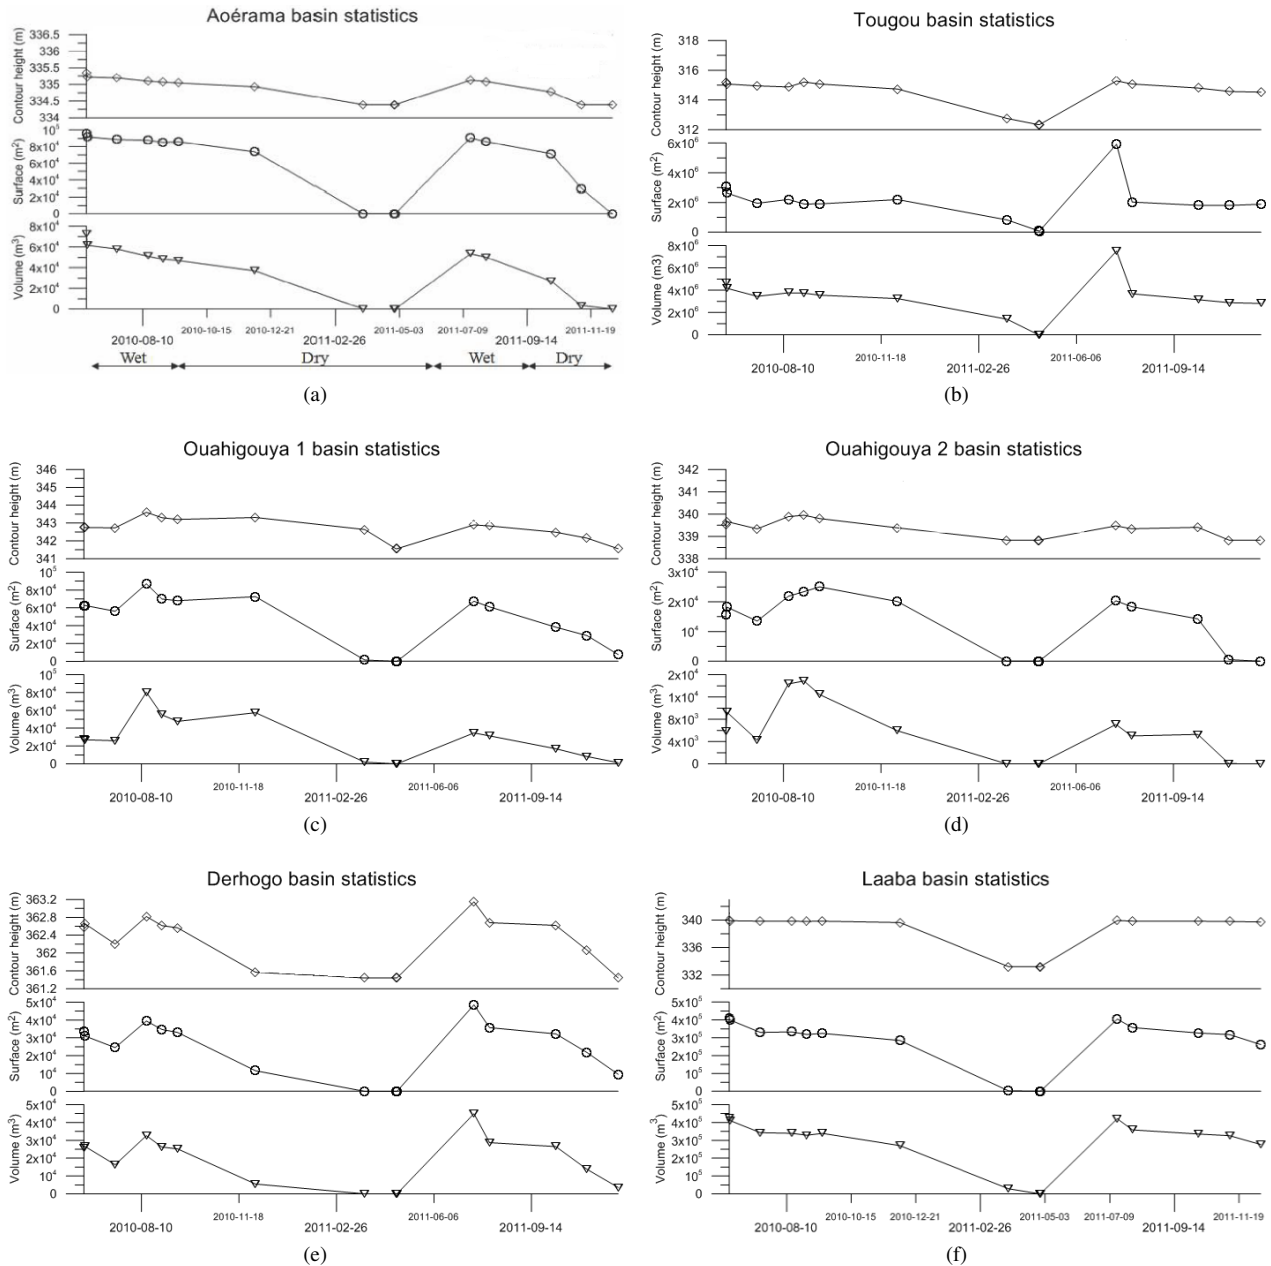 Aoérama basin statistics
Contour height (m)
336.5
336
335.5
335
334.5
334
Surface (m²)
10⁵
8x10⁴
6x10⁴
4x10⁴
2x10⁴
0
Volume (m³)
8x10⁴
6x10⁴
4x10⁴
2x10⁴
0
2010-08-10 2010-10-15 2010-12-21 2011-02-26 2011-05-03 2011-07-09 2011-09-14 2011-11-19
Wet Dry Wet Dry
(a)
Tougou basin statistics
Contour height (m)
318
316
314
312
Surface (m²)
6x10⁶
4x10⁶
2x10⁶
0
Volume (m3)
8x10⁶
6x10⁶
4x10⁶
2x10⁶
0
2010-08-10 2010-11-18 2011-02-26 2011-06-06 2011-09-14
(b)
Ouahigouya 1 basin statistics
Contour height (m)
346
345
344
343
342
341
Surface (m²)
10⁵
8x10⁴
6x10⁴
4x10⁴
2x10⁴
0
Volume (m³)
10⁵
8x10⁴
6x10⁴
4x10⁴
2x10⁴
0
2010-08-10 2010-11-18 2011-02-26 2011-06-06 2011-09-14
(c)
Ouahigouya 2 basin statistics
Contour height (m)
342
341
340
339
338
Surface (m²)
3x10⁴
2x10⁴
10⁴
0
Volume (m³)
2x10⁴
1x10⁴
8x10³
4x10³
0
2010-08-10 2010-11-18 2011-02-26 2011-06-06 2011-09-14
(d)
Derhogo basin statistics
Contour height (m)
363.2
362.8
362.4
362
361.6
361.2
Surface (m²)
5x10⁴
4x10⁴
3x10⁴
2x10⁴
10⁴
0
Volume (m³)
5x10⁴
4x10⁴
3x10⁴
2x10⁴
10⁴
0
2010-08-10 2010-11-18 2011-02-26 2011-06-06 2011-09-14
(e)
Laaba basin statistics
Contour height (m)
340
336
332
Surface (m²)
5x10⁵
4x10⁵
3x10⁵
2x10⁵
10⁵
0
Volume (m³)
5x10⁵
4x10⁵
3x10⁵
2x10⁵
10⁵
0
2010-08-10 2010-10-15 2010-12-21 2011-02-26 2011-05-03 2011-07-09 2011-09-14 2011-11-19
(f)